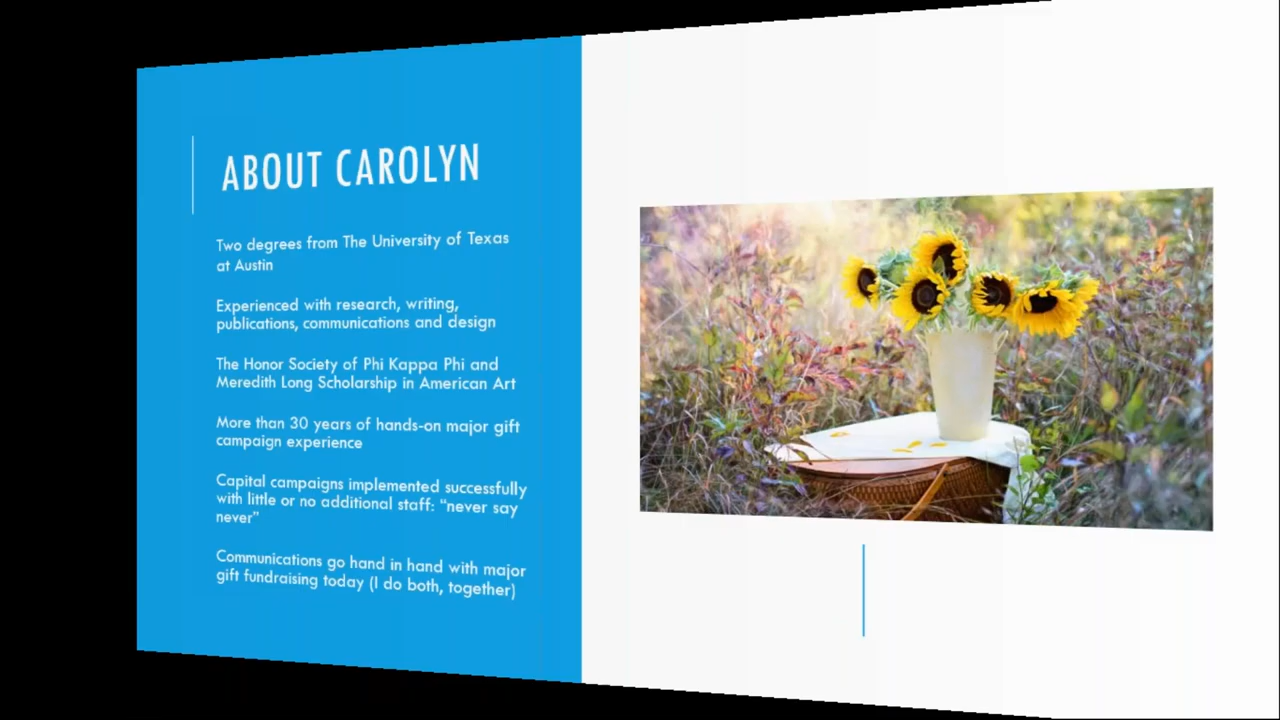 ABOUT CAROLYN
Two degrees from The University of Texas
at Austin
Experienced with research, writing,
publications, communications and design
The Honor Society of Phi Kappa Phi and
Meredith Long Scholarship in American Art
More than 30 years of hands-on major gift
campaign experience
Capital campaigns implemented successfully
with little or no additional staff: “never say
never”
Communications go hand in hand with major
gift fundraising today (I do both, together)